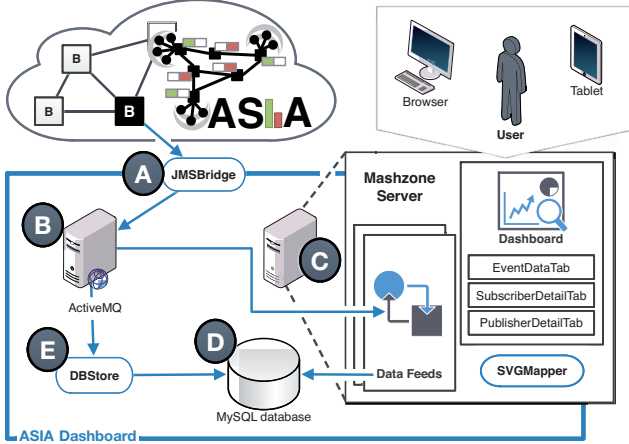 B
B
B
ASIA
Browser
User
Tablet
A
JMSBridge
B
ActiveMQ
C
Mashzone
Server
Dashboard
EventDataTab
SubscriberDetailTab
PublisherDetailTab
SVGMapper
Data Feeds
E
DBStore
D
MySQL database
ASIA Dashboard